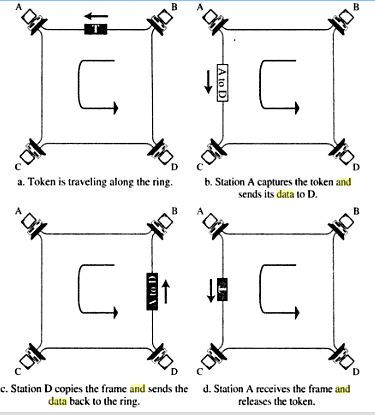 A
B
T
C
D
a. Token is traveling along the ring.
A
B
A to D
C
D
b. Station A captures the token and
sends its data to D.
A
B
A to D
C
D
c. Station D copies the frame and sends the
data back to the ring.
A
B
T
C
D
d. Station A receives the frame and
releases the token.